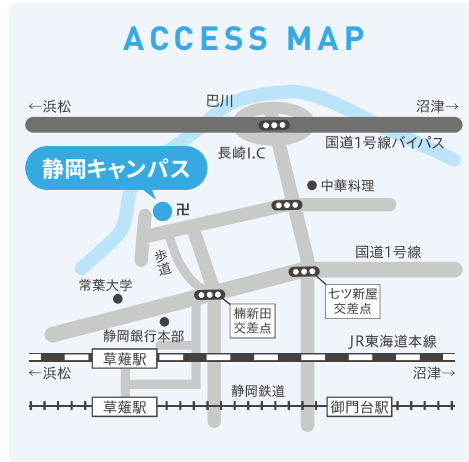 ACCESS MAP
←浜松
巴川
沼津→
長崎I.C
国道1号線バイパス
静岡キャンパス
中華料理
卍
歩道
国道1号線
常葉大学
七ツ新屋
交差点
楠新田
交差点
静岡銀行本部
JR東海道本線
草薙駅
←浜松
沼津→
静岡鉄道
草薙駅
御門台駅